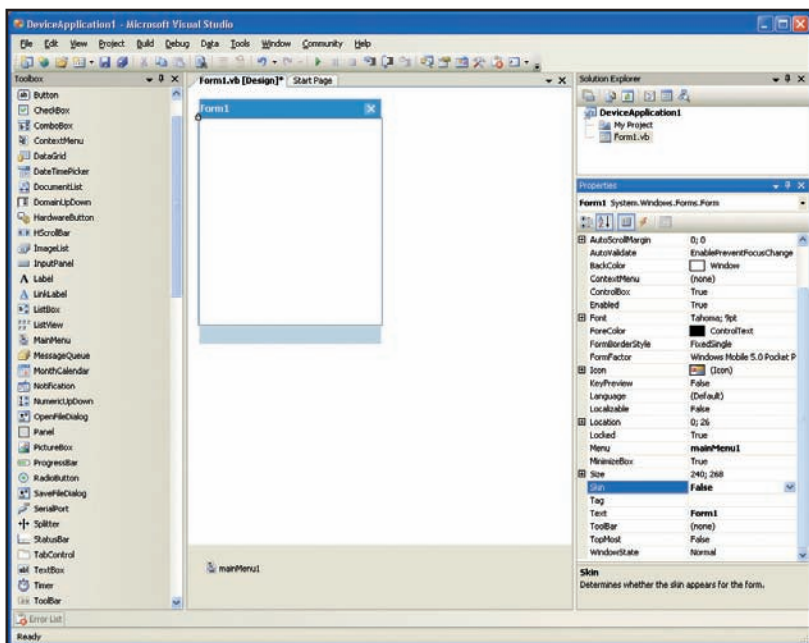 DeviceApplication1 - Microsoft Visual Studio
File Edit View Project Build Debug Data Tools Window Community Help
Toolbox
Button
CheckBox
ComboBox
ContextMenu
DataGrid
DateTimePicker
DocumentList
DomainUpDown
HardwareButton
HScrollBar
ImageList
InputPanel
Label
LinkLabel
ListBox
ListView
MainMenu
MessageQueue
MonthCalendar
Notification
NumericUpDown
OpenFileDialog
Panel
PictureBox
ProgressBar
RadioButton
SaveFileDialog
SerialPort
Splitter
StatusBar
TabControl
TextBox
Timer
ToolBar
Form1.vb [Design]* Start Page
Form1
mainMenu1
Solution Explorer
DeviceApplication1
My Project
Form1.vb
Properties
Form1 System.Windows.Forms.Form
AutoScrollMargin 0; 0
AutoValidate EnablePreventFocusChange
BackColor Window
ContextMenu (none)
ControlBox True
Enabled True
Font Tahoma; 9pt
ForeColor ControlText
FormBorderStyle FixedSingle
FormFactor Windows Mobile 5.0 Pocket P
Icon (Icon)
KeyPreview False
Language (Default)
Localizable False
Location 0; 26
Locked True
Menu mainMenu1
MinimizeBox True
Size 240; 268
Skin False
Tag
Text Form1
ToolBar (none)
TopMost False
WindowState Normal
Skin
Determines whether the skin appears for the form.
Error List
Ready